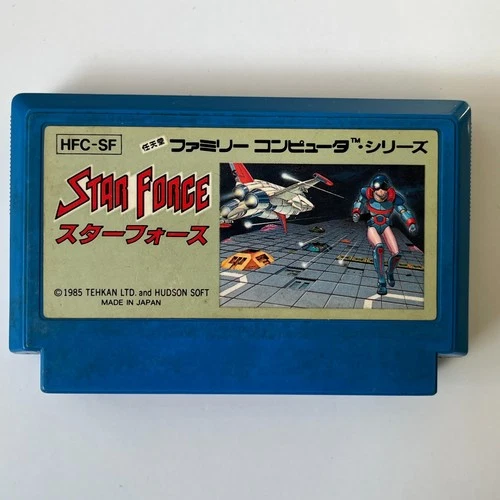 HFC-SF
任天堂 ファミリー コンピュータ™・シリーズ
STAR FORCE
スターフォース
©1985 TEHKAN LTD. and HUDSON SOFT
MADE IN JAPAN